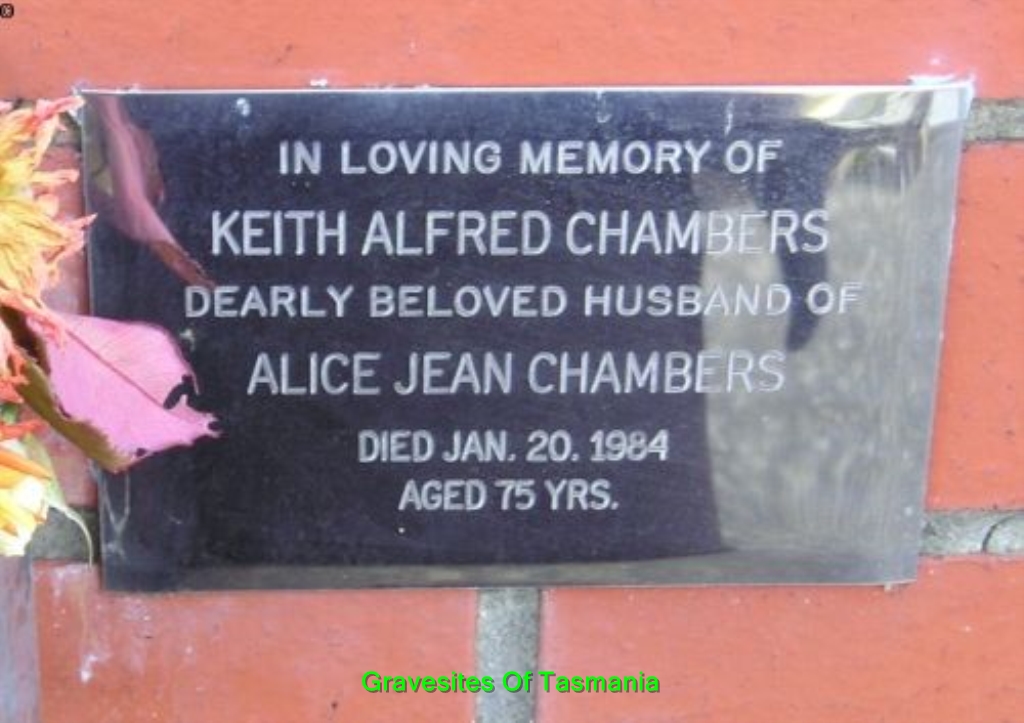 IN LOVING MEMORY OF
KEITH ALFRED CHAMBERS
DEARLY BELOVED HUSBAND OF
ALICE JEAN CHAMBERS
DIED JAN. 20. 1984
AGED 75 YRS.
Gravesites Of Tasmania